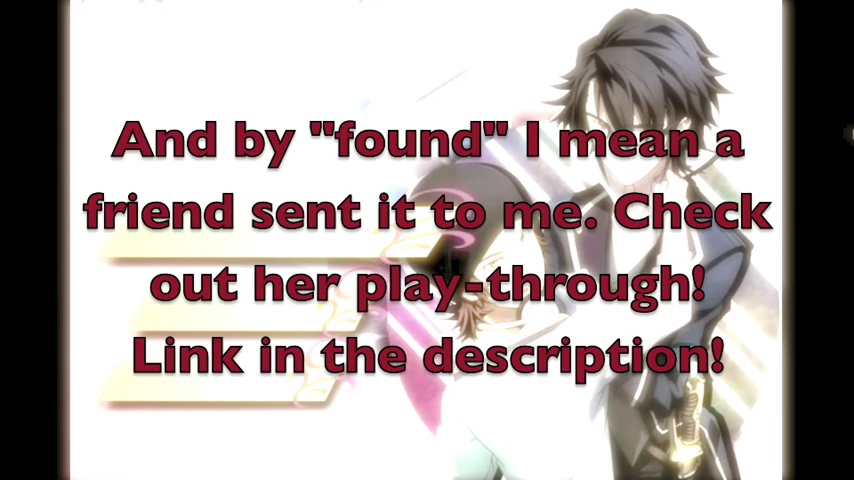 And by "found" I mean a
friend sent it to me. Check
out her play-through!
Link in the description!